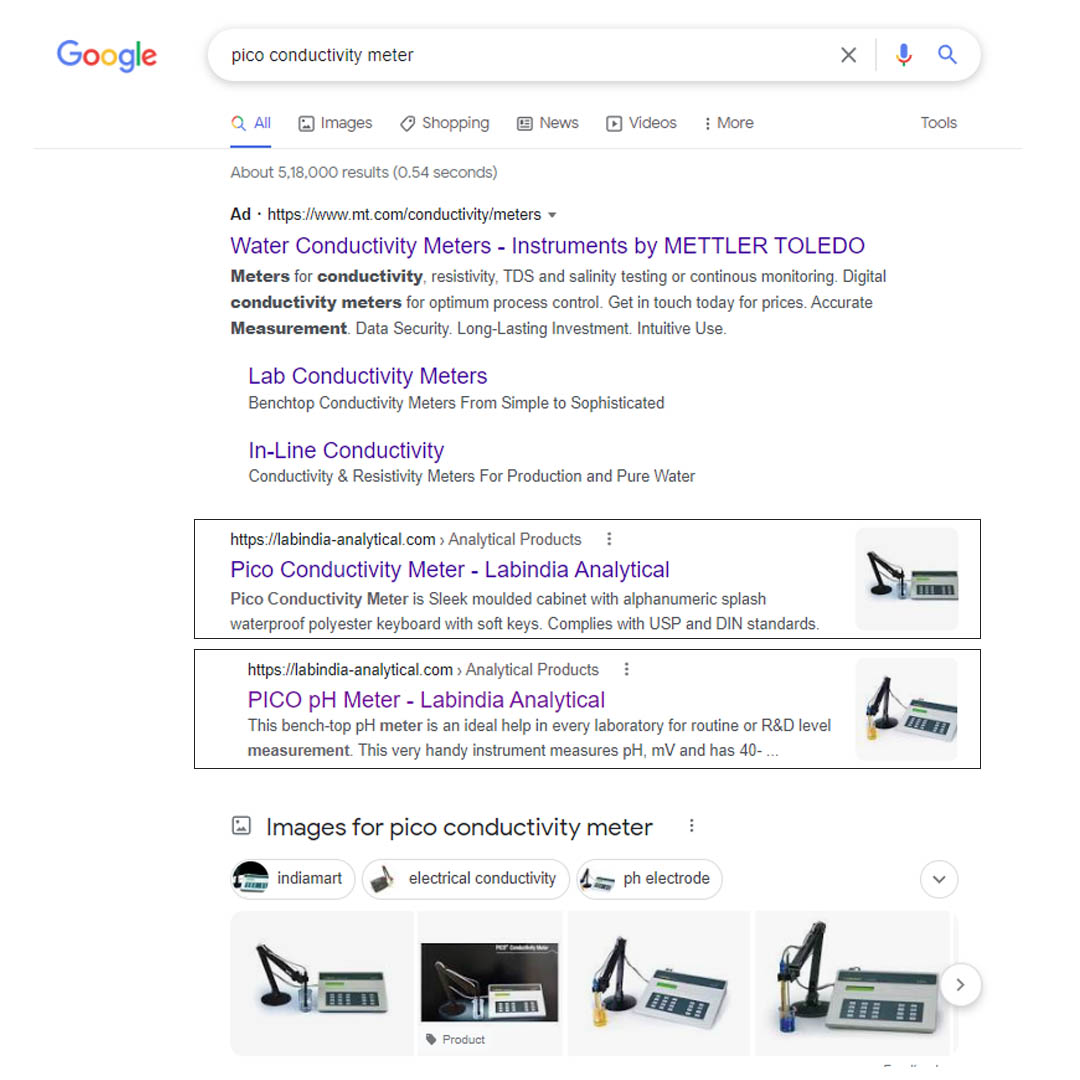 Google
pico conductivity meter
All Images Shopping News Videos More Tools
About 5,18,000 results (0.54 seconds)
Ad · https://www.mt.com/conductivity/meters
Water Conductivity Meters - Instruments by METTLER TOLEDO
Meters for conductivity, resistivity, TDS and salinity testing or continous monitoring. Digital
conductivity meters for optimum process control. Get in touch today for prices. Accurate
Measurement. Data Security. Long-Lasting Investment. Intuitive Use.
Lab Conductivity Meters
Benchtop Conductivity Meters From Simple to Sophisticated
In-Line Conductivity
Conductivity & Resistivity Meters For Production and Pure Water
https://labindia-analytical.com › Analytical Products
Pico Conductivity Meter - Labindia Analytical
Pico Conductivity Meter is Sleek moulded cabinet with alphanumeric splash
waterproof polyester keyboard with soft keys. Complies with USP and DIN standards.
https://labindia-analytical.com › Analytical Products
PICO pH Meter - Labindia Analytical
This bench-top pH meter is an ideal help in every laboratory for routine or R&D level
measurement. This very handy instrument measures pH, mV and has 40- ...
Images for pico conductivity meter
indiamart electrical conductivity ph electrode
PICO+ Conductivity Meter
Product